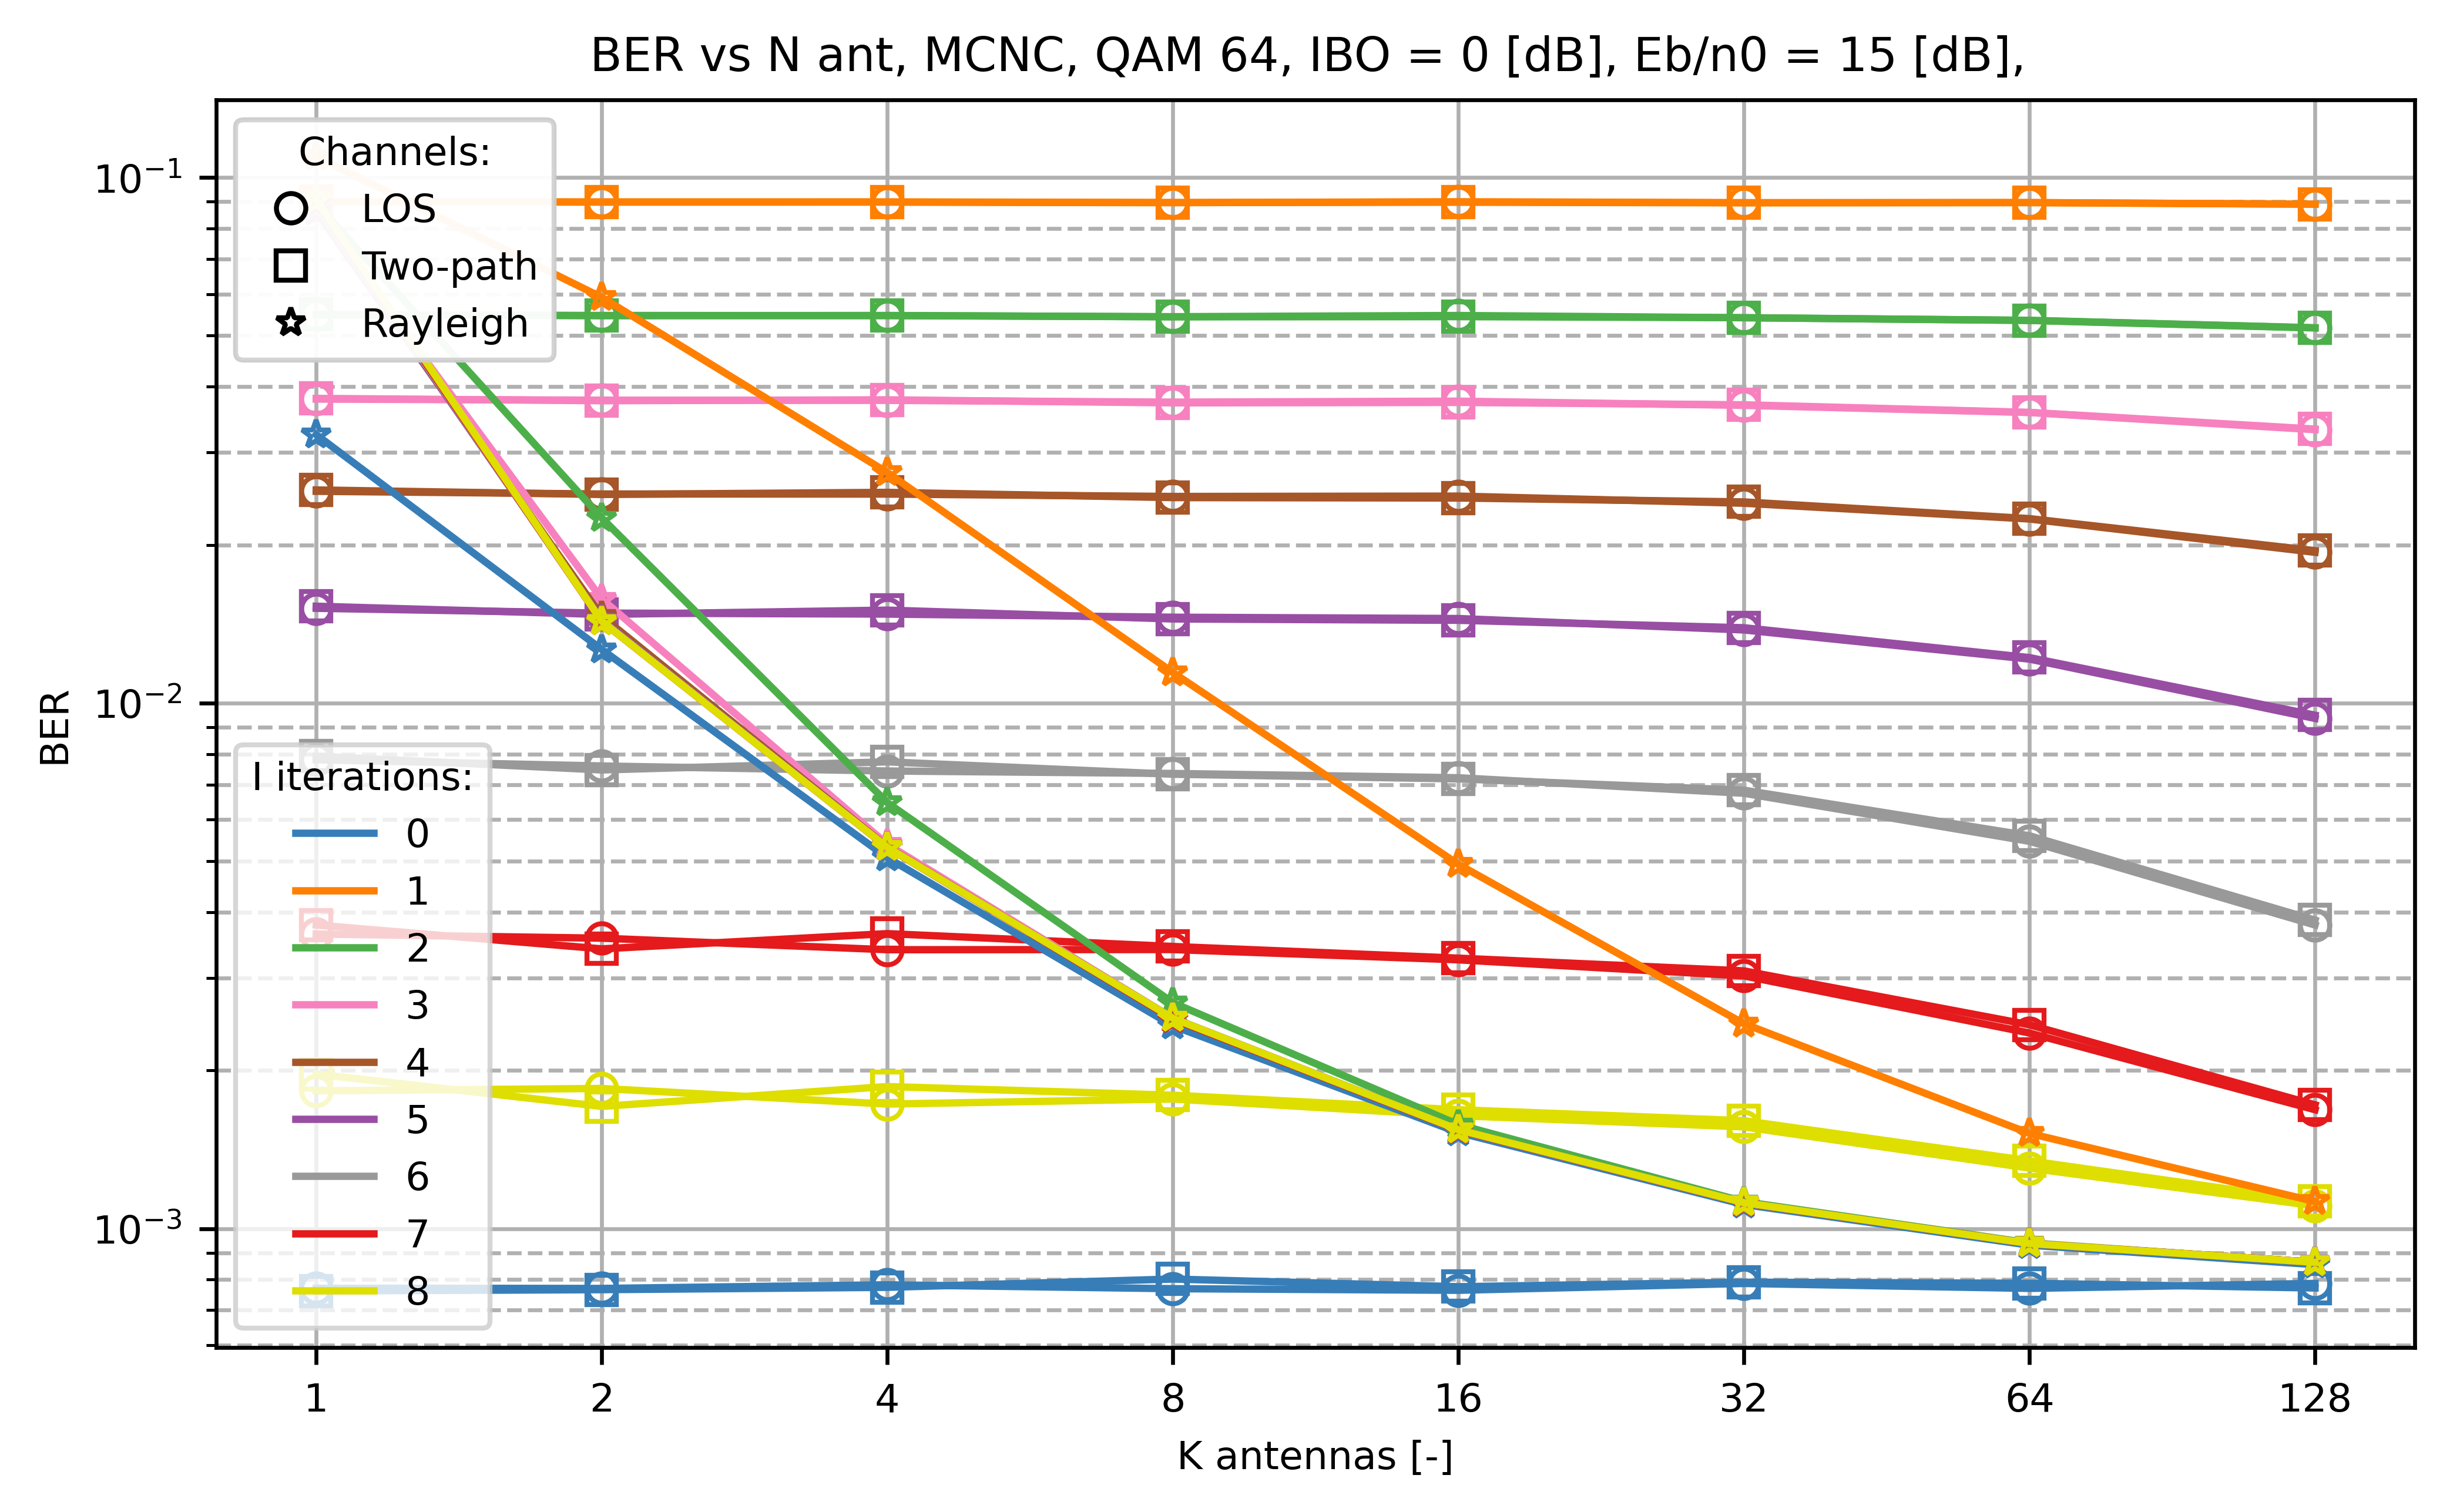 BER vs N ant, MCNC, QAM 64, IBO = 0 [dB], Eb/n0 = 15 [dB],
Channels:
LOS
Two-path
Rayleigh
10⁻¹
10⁻²
10⁻³
BER
I iterations:
0
1
2
3
4
5
6
7
8
1 2 4 8 16 32 64 128
K antennas [-]